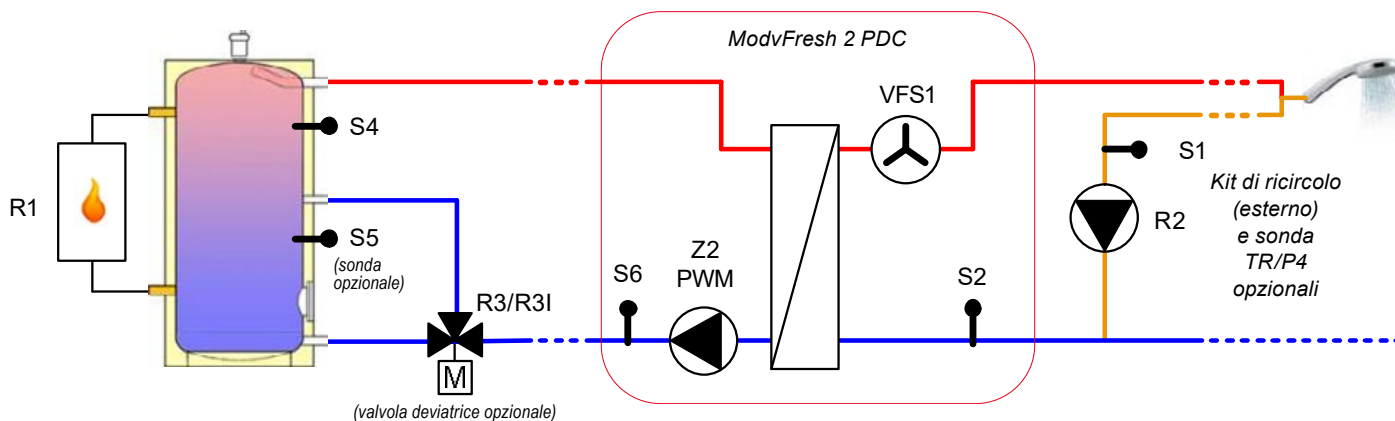 ModvFresh 2 PDC
VFS1
S4
S1
R1
Kit di ricircolo
(esterno)
e sonda
TR/P4
opzionali
R2
S5
(sonda
opzionale)
Z2
PWM
S6
S2
R3/R3I
M
(valvola deviatrice opzionale)